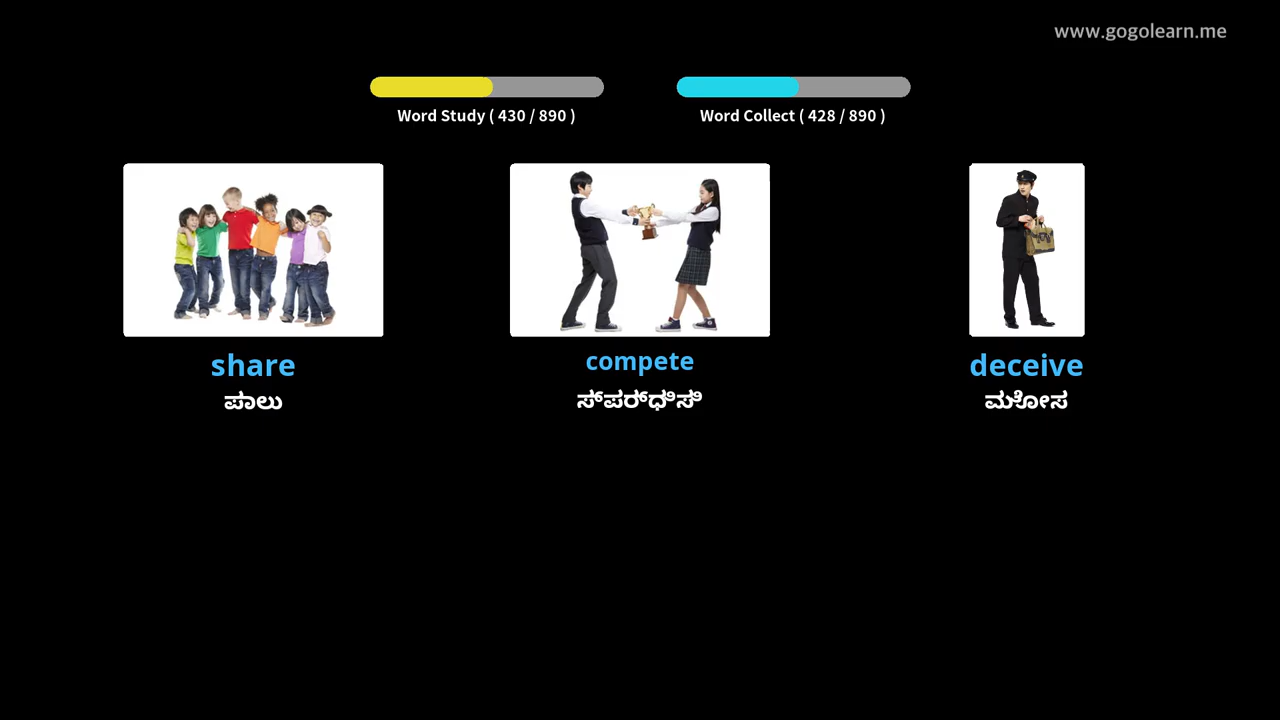 www.gogolearn.me
Word Study ( 430 / 890 )
Word Collect ( 428 / 890 )
share
compete
deceive
ಪಾಲು
ಸ್ಪರ್ಧಿಸಿ
ಮೋಸ